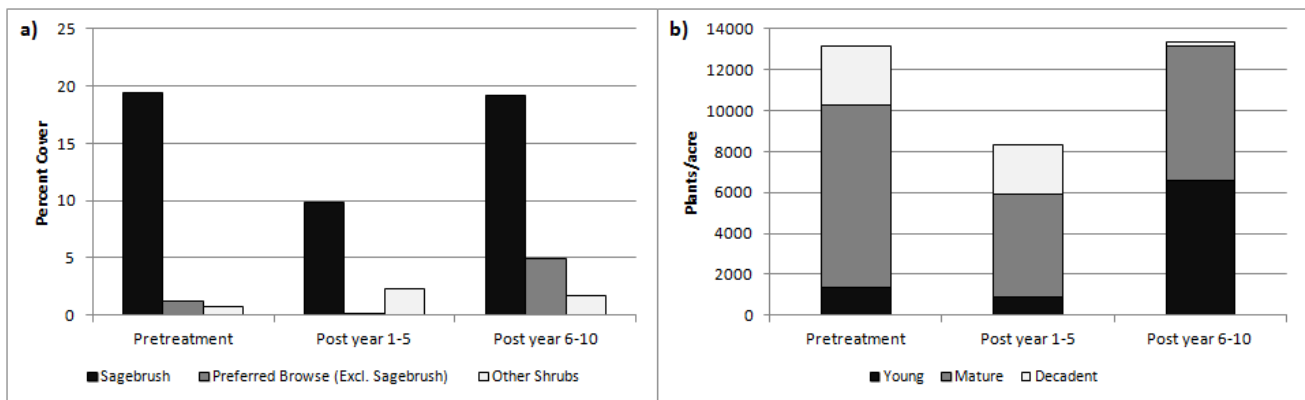 a)
25
20
15
10
5
0
Percent Cover
Pretreatment Post year 1-5 Post year 6-10
Sagebrush Preferred Browse (Excl. Sagebrush) Other Shrubs
b)
14000
12000
10000
8000
6000
4000
2000
0
Plants/acre
Pretreatment Post year 1-5 Post year 6-10
Young Mature Decadent